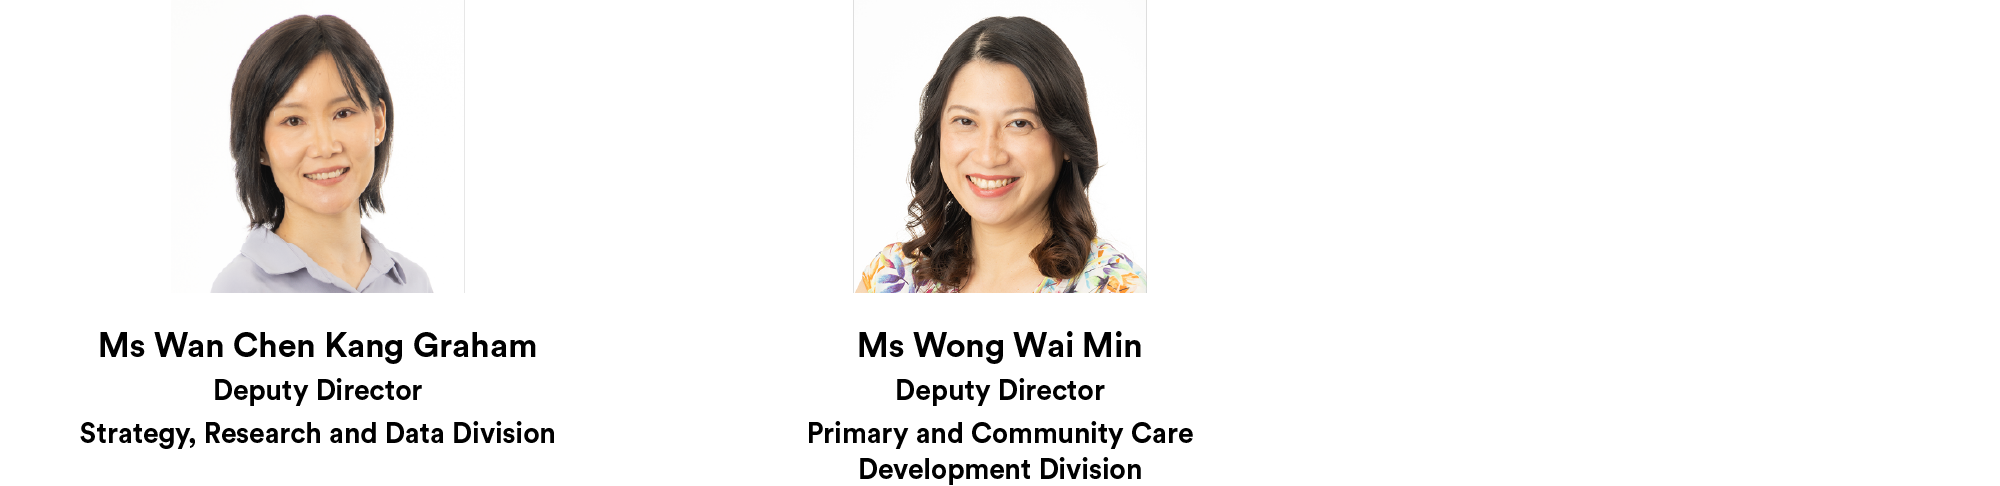 Ms Wan Chen Kang Graham
Deputy Director
Strategy, Research and Data Division
Ms Wong Wai Min
Deputy Director
Primary and Community Care
Development Division